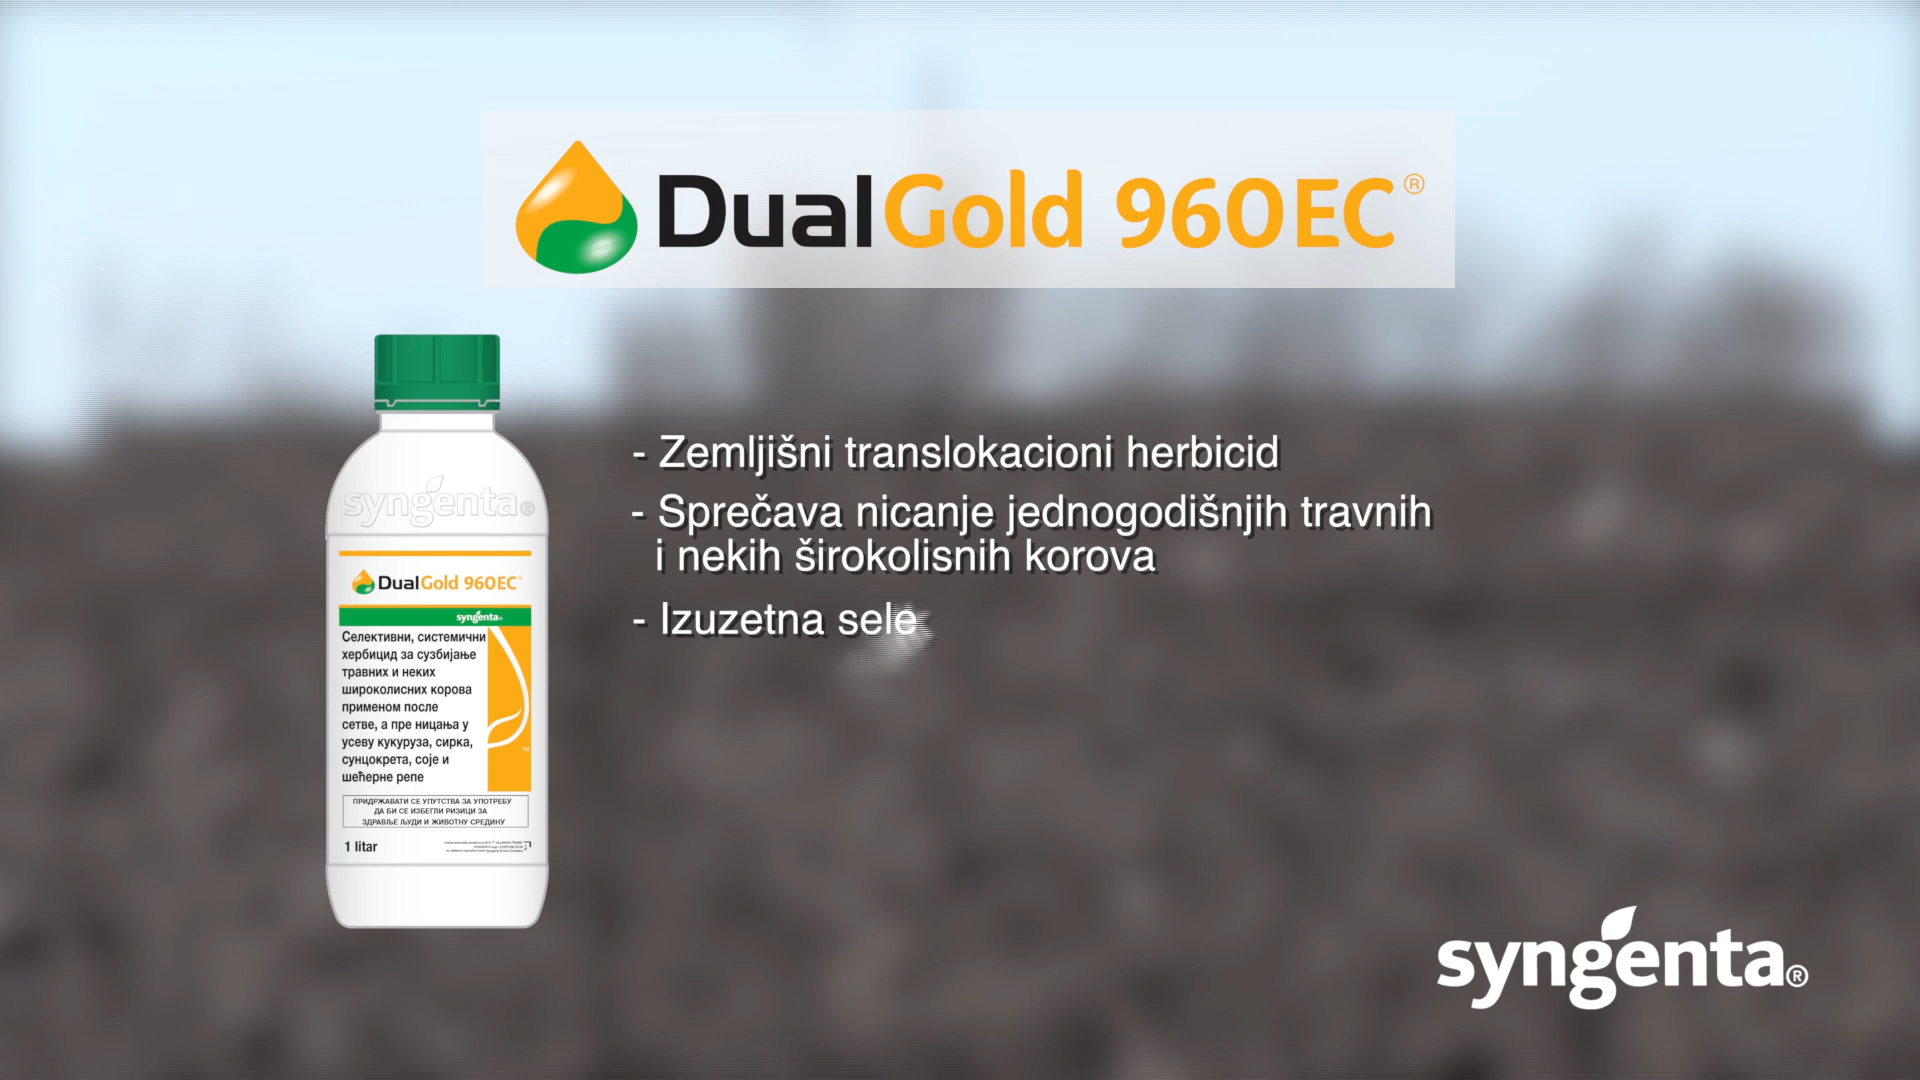 DualGold 960EC®
- Zemljišni translokacioni herbicid
- Sprečava nicanje jednogodišnjih travnih
i nekih širokolisnih korova
- Izuzetna sele
syngenta®
DualGold 960EC
syngenta
Селективни, системични
хербицид за сузбијање
травних и неких
широколисних корова
применом после
сетве, а пре ницања у
усеву кукуруза, сирка,
сунцокрета, соје и
шећерне репе
TM
ПРИДРЖАВАТИ СЕ УПУТСТВА ЗА УПОТРЕБУ
ДА БИ СЕ ИЗБЕГЛИ РИЗИЦИ ЗА
ЗДРАВЉЕ ЉУДИ И ЖИВОТНУ СРЕДИНУ
1 litar
syngenta®